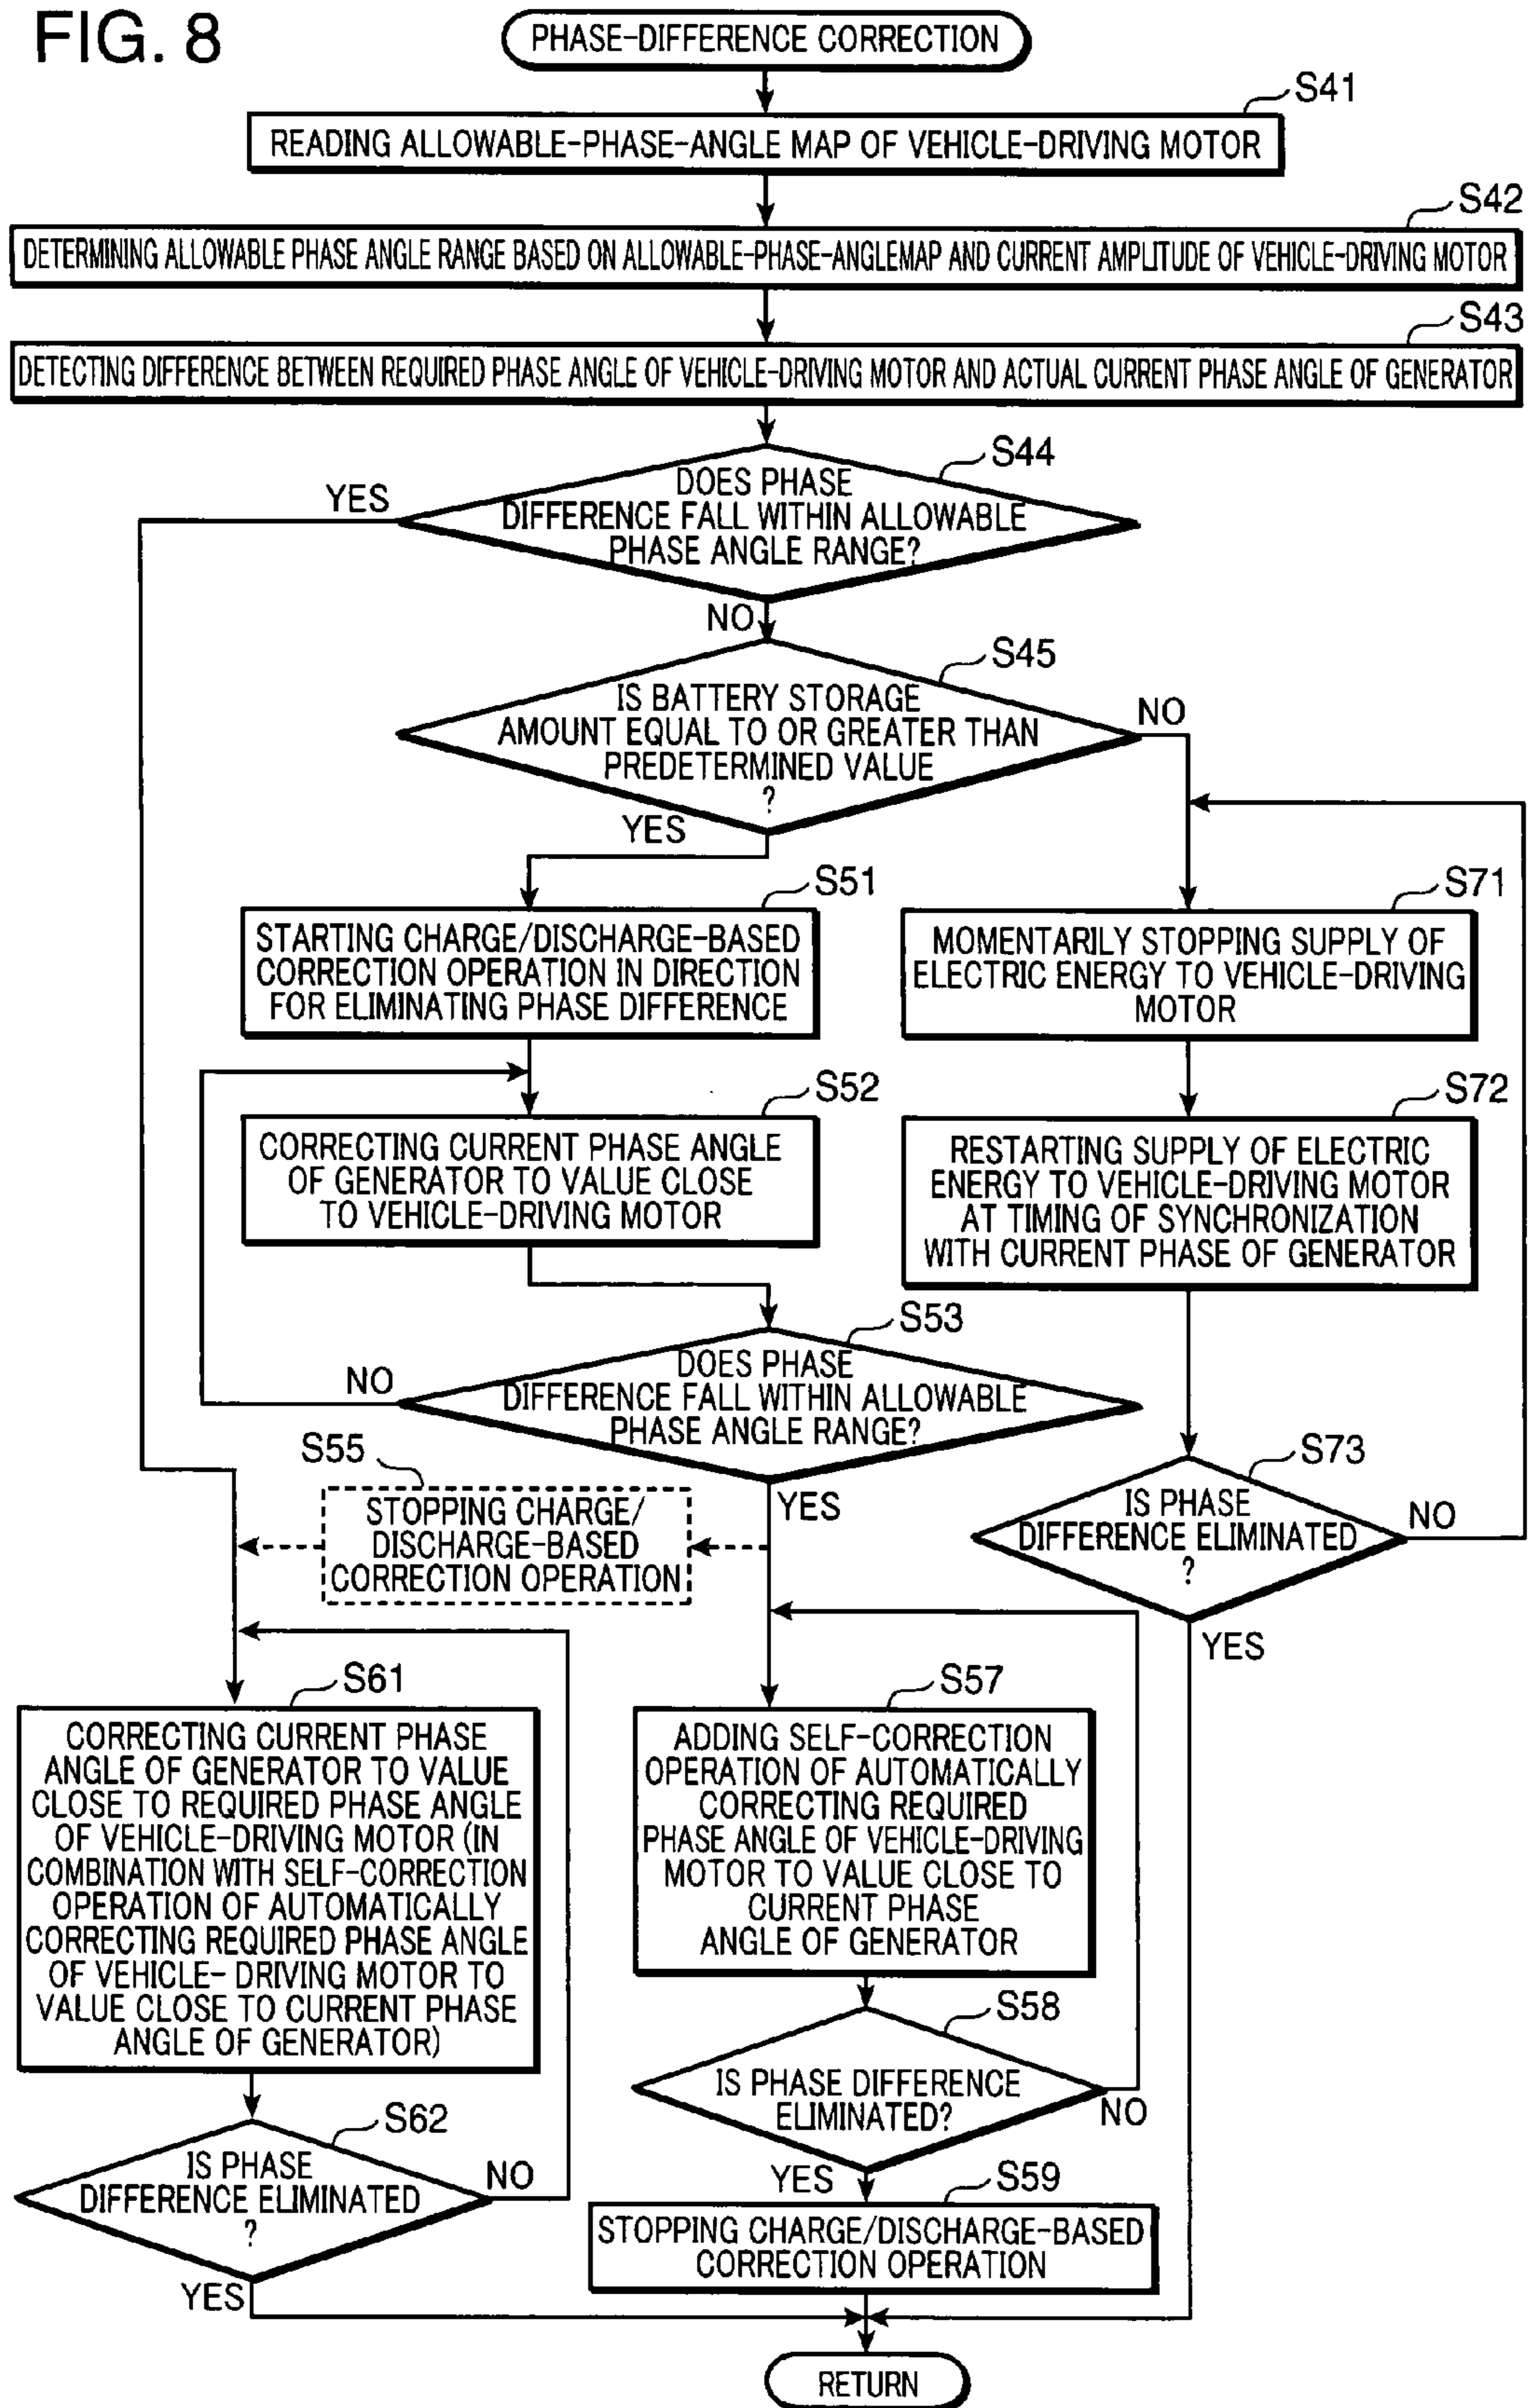 FIG. 8
PHASE-DIFFERENCE CORRECTION
S41
READING ALLOWABLE-PHASE-ANGLE MAP OF VEHICLE-DRIVING MOTOR
S42
DETERMINING ALLOWABLE PHASE ANGLE RANGE BASED ON ALLOWABLE-PHASE-ANGLEMAP AND CURRENT AMPLITUDE OF VEHICLE-DRIVING MOTOR
S43
DETECTING DIFFERENCE BETWEEN REQUIRED PHASE ANGLE OF VEHICLE-DRIVING MOTOR AND ACTUAL CURRENT PHASE ANGLE OF GENERATOR
S44
DOES PHASE
DIFFERENCE FALL WITHIN ALLOWABLE
PHASE ANGLE RANGE?
YES
NO
S45
IS BATTERY STORAGE
AMOUNT EQUAL TO OR GREATER THAN
PREDETERMINED VALUE
?
NO
YES
S51
STARTING CHARGE/DISCHARGE-BASED
CORRECTION OPERATION IN DIRECTION
FOR ELIMINATING PHASE DIFFERENCE
S71
MOMENTARILY STOPPING SUPPLY OF
ELECTRIC ENERGY TO VEHICLE-DRIVING
MOTOR
S52
CORRECTING CURRENT PHASE ANGLE
OF GENERATOR TO VALUE CLOSE
TO VEHICLE-DRIVING MOTOR
S72
RESTARTING SUPPLY OF ELECTRIC
ENERGY TO VEHICLE-DRIVING MOTOR
AT TIMING OF SYNCHRONIZATION
WITH CURRENT PHASE OF GENERATOR
S53
DOES PHASE
DIFFERENCE FALL WITHIN ALLOWABLE
PHASE ANGLE RANGE?
NO
YES
S55
STOPPING CHARGE/
DISCHARGE-BASED
CORRECTION OPERATION
S73
IS PHASE
DIFFERENCE ELIMINATED
?
NO
YES
S61
CORRECTING CURRENT PHASE
ANGLE OF GENERATOR TO VALUE
CLOSE TO REQUIRED PHASE ANGLE
OF VEHICLE-DRIVING MOTOR (IN
COMBINATION WITH SELF-CORRECTION
OPERATION OF AUTOMATICALLY
CORRECTING REQUIRED PHASE ANGLE
OF VEHICLE- DRIVING MOTOR TO
VALUE CLOSE TO CURRENT PHASE
ANGLE OF GENERATOR)
S57
ADDING SELF-CORRECTION
OPERATION OF AUTOMATICALLY
CORRECTING REQUIRED
PHASE ANGLE OF VEHICLE-DRIVING
MOTOR TO VALUE CLOSE TO
CURRENT PHASE
ANGLE OF GENERATOR
S58
IS PHASE DIFFERENCE
ELIMINATED?
NO
YES
S62
IS PHASE
DIFFERENCE ELIMINATED
?
NO
YES
S59
STOPPING CHARGE/DISCHARGE-BASED
CORRECTION OPERATION
RETURN